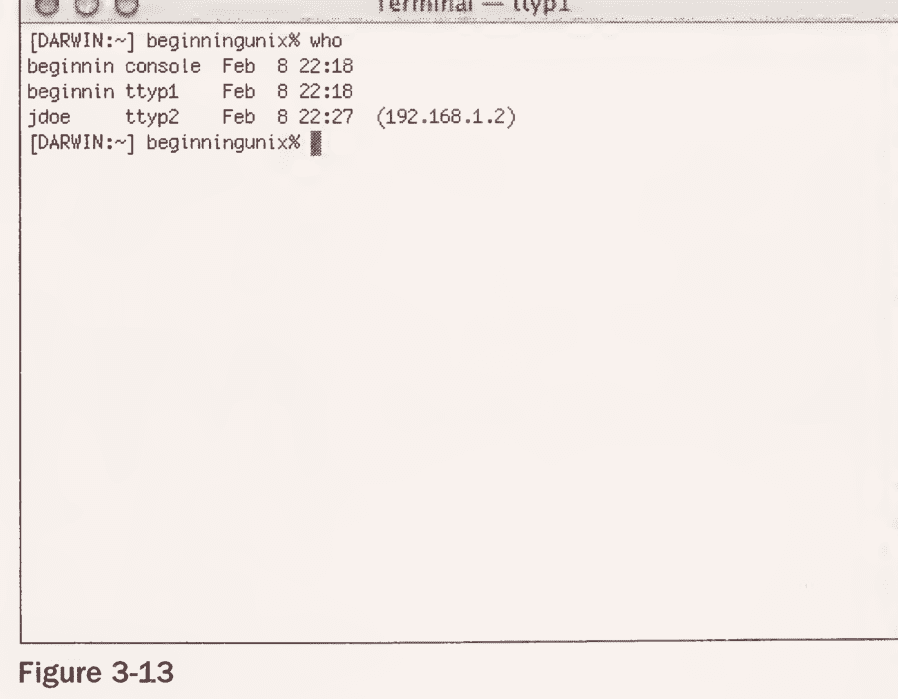 Terminal — ttyp1
[DARWIN:~] beginningunix% who
beginnin console  Feb  8 22:18
beginnin ttyp1    Feb  8 22:18
jdoe     ttyp2    Feb  8 22:27  (192.168.1.2)
[DARWIN:~] beginningunix%
Figure 3-13